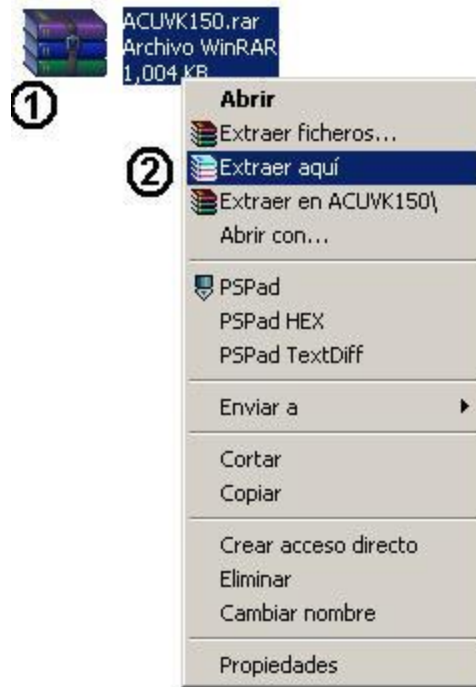 ACUVK150.rar
Archivo WinRAR
1,004 KB
1
Abrir
Extraer ficheros...
2
Extraer aquí
Extraer en ACUVK150\
Abrir con...
PSPad
PSPad HEX
PSPad TextDiff
Enviar a
Cortar
Copiar
Crear acceso directo
Eliminar
Cambiar nombre
Propiedades